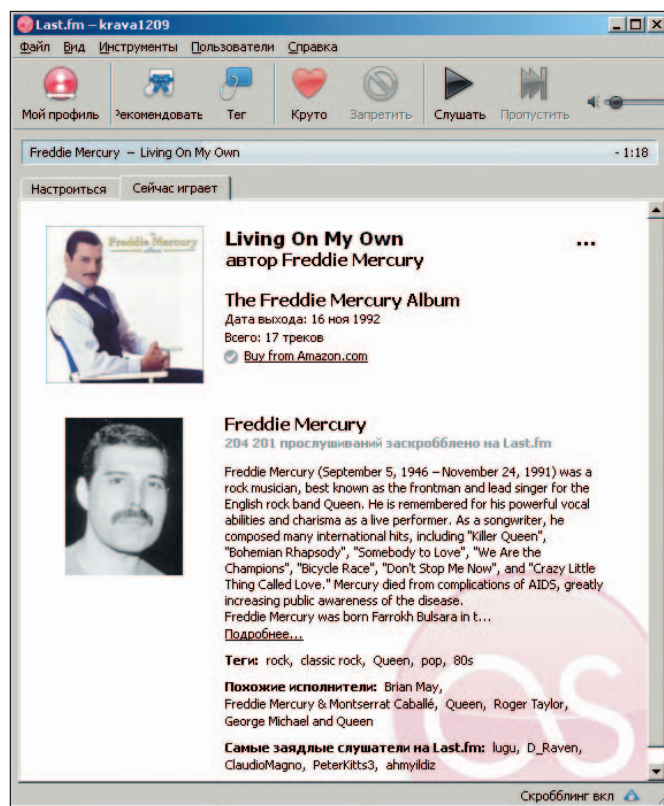 Last.fm – krava1209
Файл Вид Инструменты Пользователи Справка
Мой профиль Рекомендовать Тег Круто Запретить Слушать Пропустить
Freddie Mercury – Living On My Own - 1:18
Настроиться Сейчас играет
Freddie Mercury
album
Living On My Own ...
автор Freddie Mercury
The Freddie Mercury Album
Дата выхода: 16 ноя 1992
Всего: 17 треков
Buy from Amazon.com
Freddie Mercury
204 201 прослушиваний заскробблено на Last.fm
Freddie Mercury (September 5, 1946 – November 24, 1991) was a
rock musician, best known as the frontman and lead singer for the
English rock band Queen. He is remembered for his powerful vocal
abilities and charisma as a live performer. As a songwriter, he
composed many international hits, including "Killer Queen",
"Bohemian Rhapsody", "Somebody to Love", "We Are the
Champions", "Bicycle Race", "Don't Stop Me Now", and "Crazy Little
Thing Called Love." Mercury died from complications of AIDS, greatly
increasing public awareness of the disease.
Freddie Mercury was born Farrokh Bulsara in t...
Подробнее...
Теги: rock, classic rock, Queen, pop, 80s
Похожие исполнители: Brian May,
Freddie Mercury & Montserrat Caballé, Queen, Roger Taylor,
George Michael and Queen
Самые заядлые слушатели на Last.fm: lugu, D_Raven,
ClaudioMagno, PeterKitts3, ahmyildiz
Скробблинг вкл